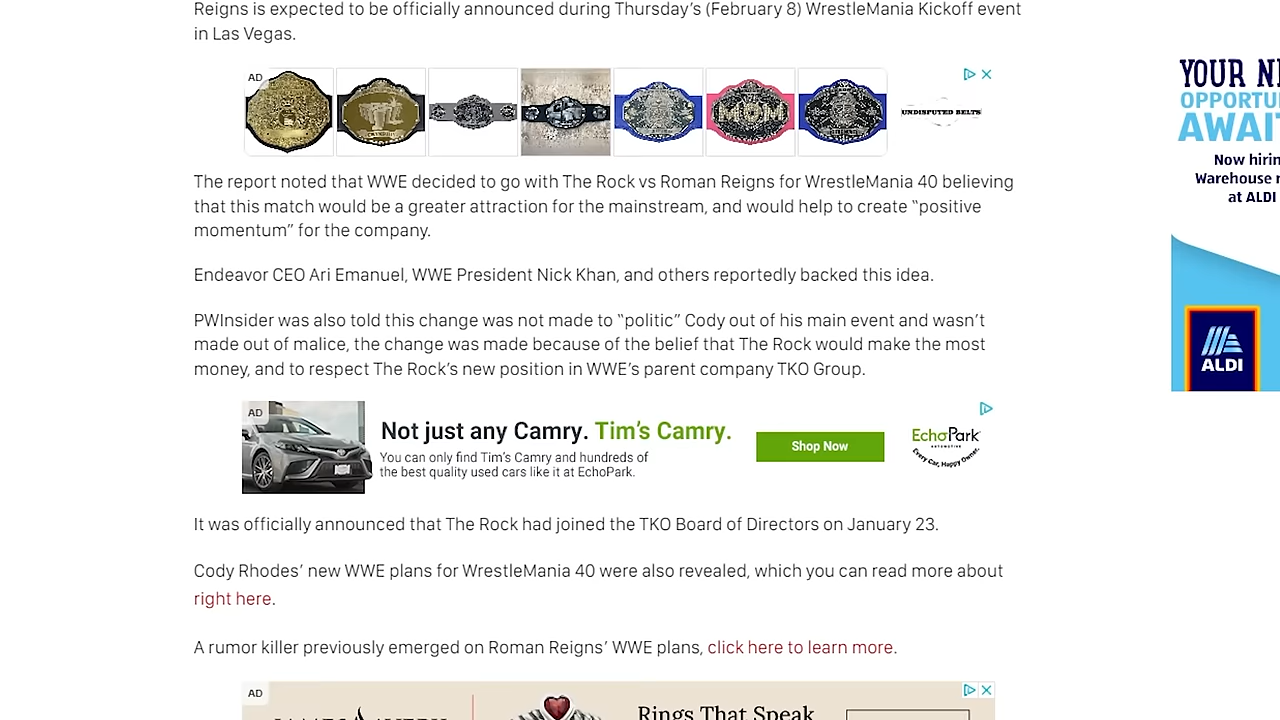 Reigns is expected to be officially announced during Thursday’s (February 8) WrestleMania Kickoff event
in Las Vegas.
AD
UNDISPUTED BELTS
The report noted that WWE decided to go with The Rock vs Roman Reigns for WrestleMania 40 believing
that this match would be a greater attraction for the mainstream, and would help to create “positive
momentum” for the company.
Endeavor CEO Ari Emanuel, WWE President Nick Khan, and others reportedly backed this idea.
PWInsider was also told this change was not made to “politic” Cody out of his main event and wasn’t
made out of malice, the change was made because of the belief that The Rock would make the most
money, and to respect The Rock’s new position in WWE’s parent company TKO Group.
AD
Not just any Camry. Tim’s Camry.
You can only find Tim’s Camry and hundreds of
the best quality used cars like it at EchoPark.
Shop Now
EchoPark
AUTOMOTIVE
Every Car, Happy Owner.
It was officially announced that The Rock had joined the TKO Board of Directors on January 23.
Cody Rhodes’ new WWE plans for WrestleMania 40 were also revealed, which you can read more about
right here.
A rumor killer previously emerged on Roman Reigns’ WWE plans, click here to learn more.
AD
Rings That Speak
YOUR
OPPORTU
AWAIT
Now hirin
Warehouse
at ALDI
ALDI